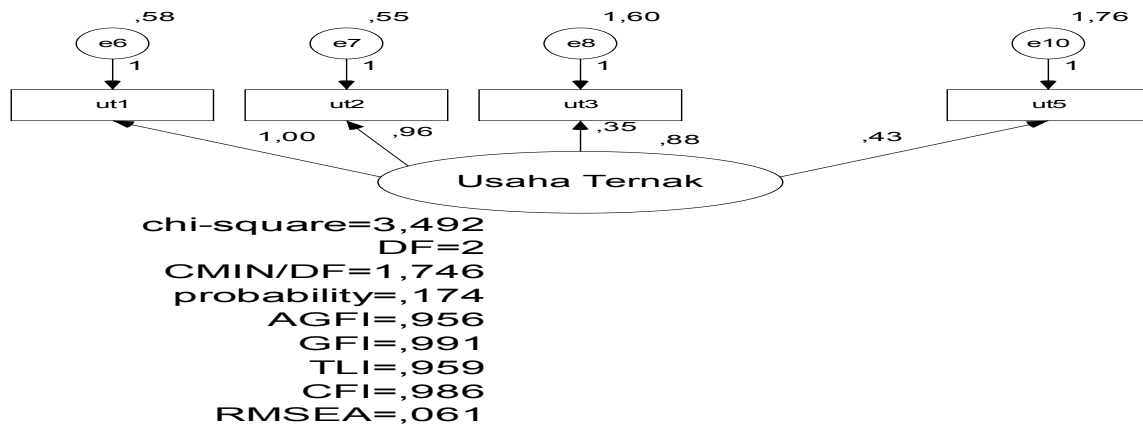 ,58 ,55 1,60 1,76
e6 e7 e8 e10
1 1 1 1
ut1 ut2 ut3 ut5
1,00 ,96 ,35 ,88 ,43
Usaha Ternak
chi-square=3,492
DF=2
CMIN/DF=1,746
probability=,174
AGFI=,956
GFI=,991
TLI=,959
CFI=,986
RMSEA=,061